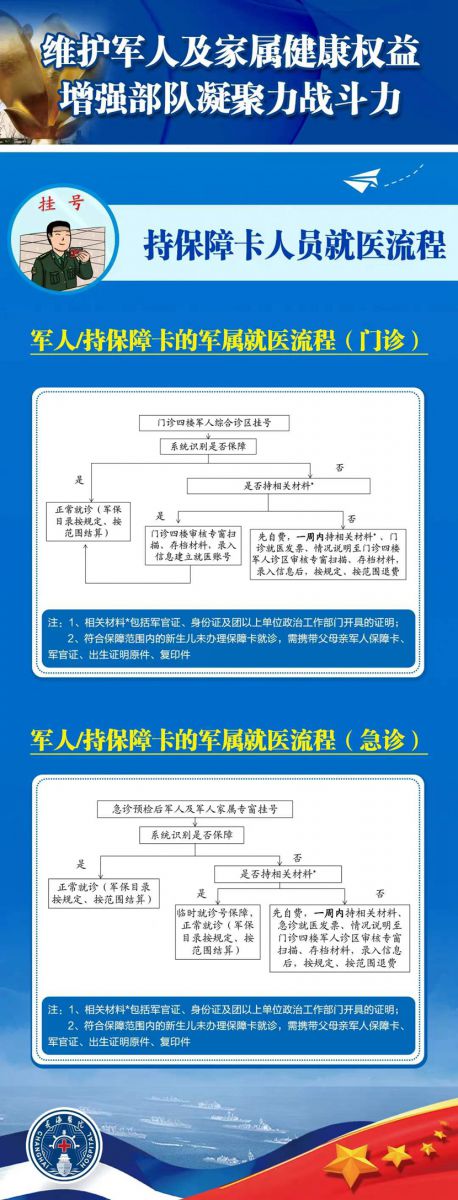 维护军人及家属健康权益
增强部队凝聚力战斗力
挂号
持保障卡人员就医流程
军人/持保障卡的军属就医流程（门诊）
门诊四楼军人综合诊区挂号
系统识别是否保障
是
否
正常就诊（军保
目录按规定、按
范围结算）
是否持相关材料*
是
否
门诊四楼审核专窗扫
描、存档材料，录入
信息建立就医账号
先自费，一周内持相关材料*、门
诊就医发票、情况说明至门诊四楼
军人诊区审核专窗扫描、存档材料，
录入信息后，按规定、按范围退费
注：1、相关材料*包括军官证、身份证及团以上单位政治工作部门开具的证明；
2、符合保障范围内的新生儿未办理保障卡就诊，需携带父母亲军人保障卡、
军官证、出生证明原件、复印件
军人/持保障卡的军属就医流程（急诊）
急诊预检后军人及军人家属专窗挂号
系统识别是否保障
是
否
正常就诊（军保目录
按规定、按范围结算）
是否持相关材料*
是
否
临时就诊号保障，
正常就诊（军保
目录按规定、按
范围结算）
先自费，一周内持相关材料、
急诊就医发票、情况说明至
门诊四楼军人诊区审核专窗
扫描、存档材料，录入信息
后，按规定、按范围退费
注：1、相关材料*包括军官证、身份证及团以上单位政治工作部门开具的证明；
2、符合保障范围内的新生儿未办理保障卡就诊，需携带父母亲军人保障卡、
军官证、出生证明原件、复印件
长海医院
CHANGHAI HOSPITAL